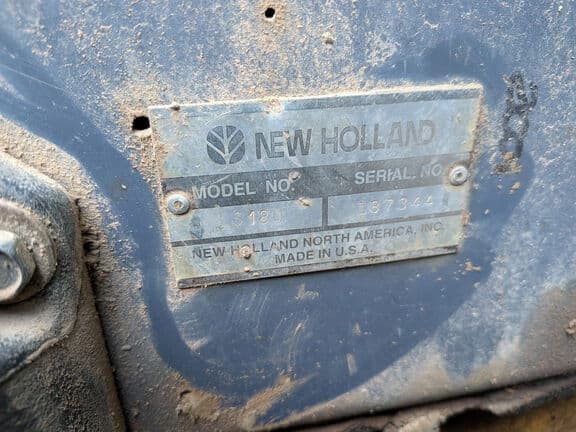 NEW HOLLAND
MODEL NO. SERIAL. NO.
NEW HOLLAND NORTH AMERICA, INC.
MADE IN U.S.A.